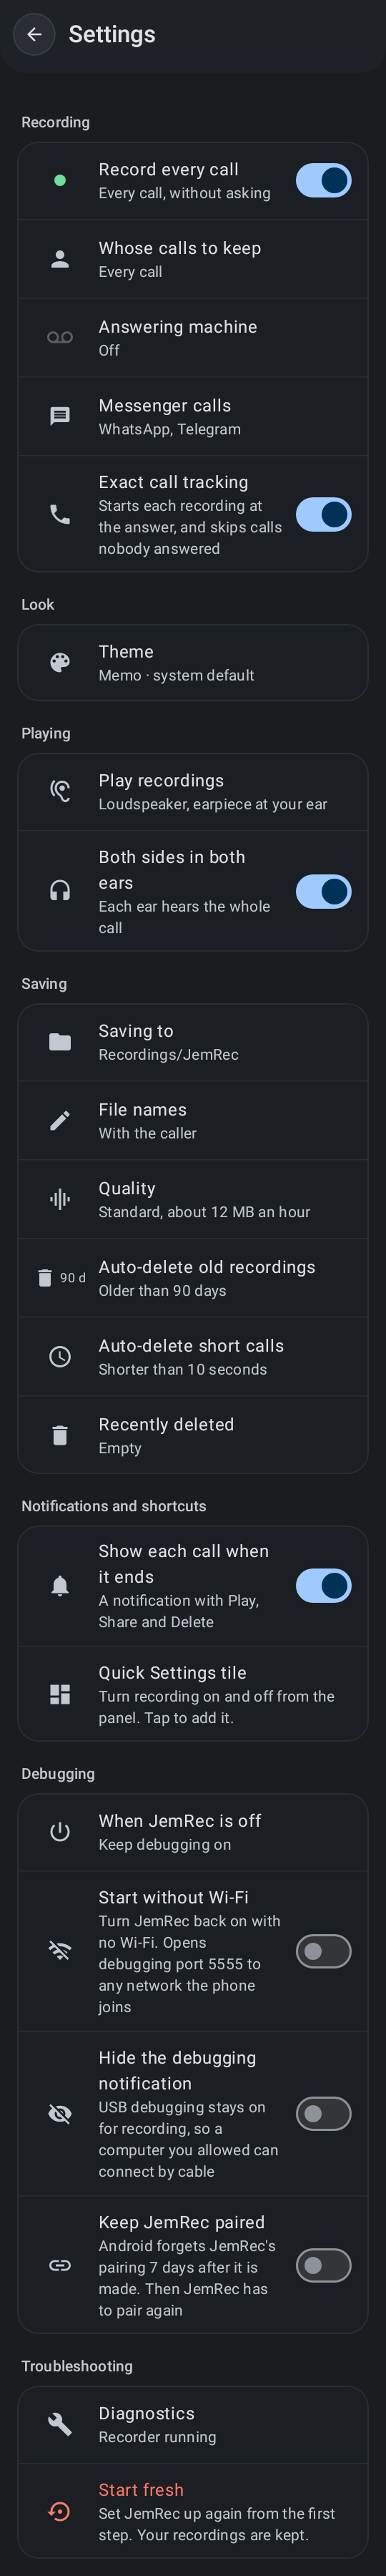 Settings
Recording
Record every call
Every call, without asking
Whose calls to keep
Every call
Answering machine
Off
Messenger calls
WhatsApp, Telegram
Exact call tracking
Starts each recording at
the answer, and skips calls
nobody answered
Look
Theme
Memo · system default
Playing
Play recordings
Loudspeaker, earpiece at your ear
Both sides in both
ears
Each ear hears the whole
call
Saving
Saving to
Recordings/JemRec
File names
With the caller
Quality
Standard, about 12 MB an hour
90 d
Auto-delete old recordings
Older than 90 days
Auto-delete short calls
Shorter than 10 seconds
Recently deleted
Empty
Notifications and shortcuts
Show each call when
it ends
A notification with Play,
Share and Delete
Quick Settings tile
Turn recording on and off from the
panel. Tap to add it.
Debugging
When JemRec is off
Keep debugging on
Start without Wi-Fi
Turn JemRec back on with
no Wi-Fi. Opens
debugging port 5555 to
any network the phone
joins
Hide the debugging
notification
USB debugging stays on
for recording, so a
computer you allowed can
connect by cable
Keep JemRec paired
Android forgets JemRec's
pairing 7 days after it is
made. Then JemRec has
to pair again
Troubleshooting
Diagnostics
Recorder running
Start fresh
Set JemRec up again from the first
step. Your recordings are kept.